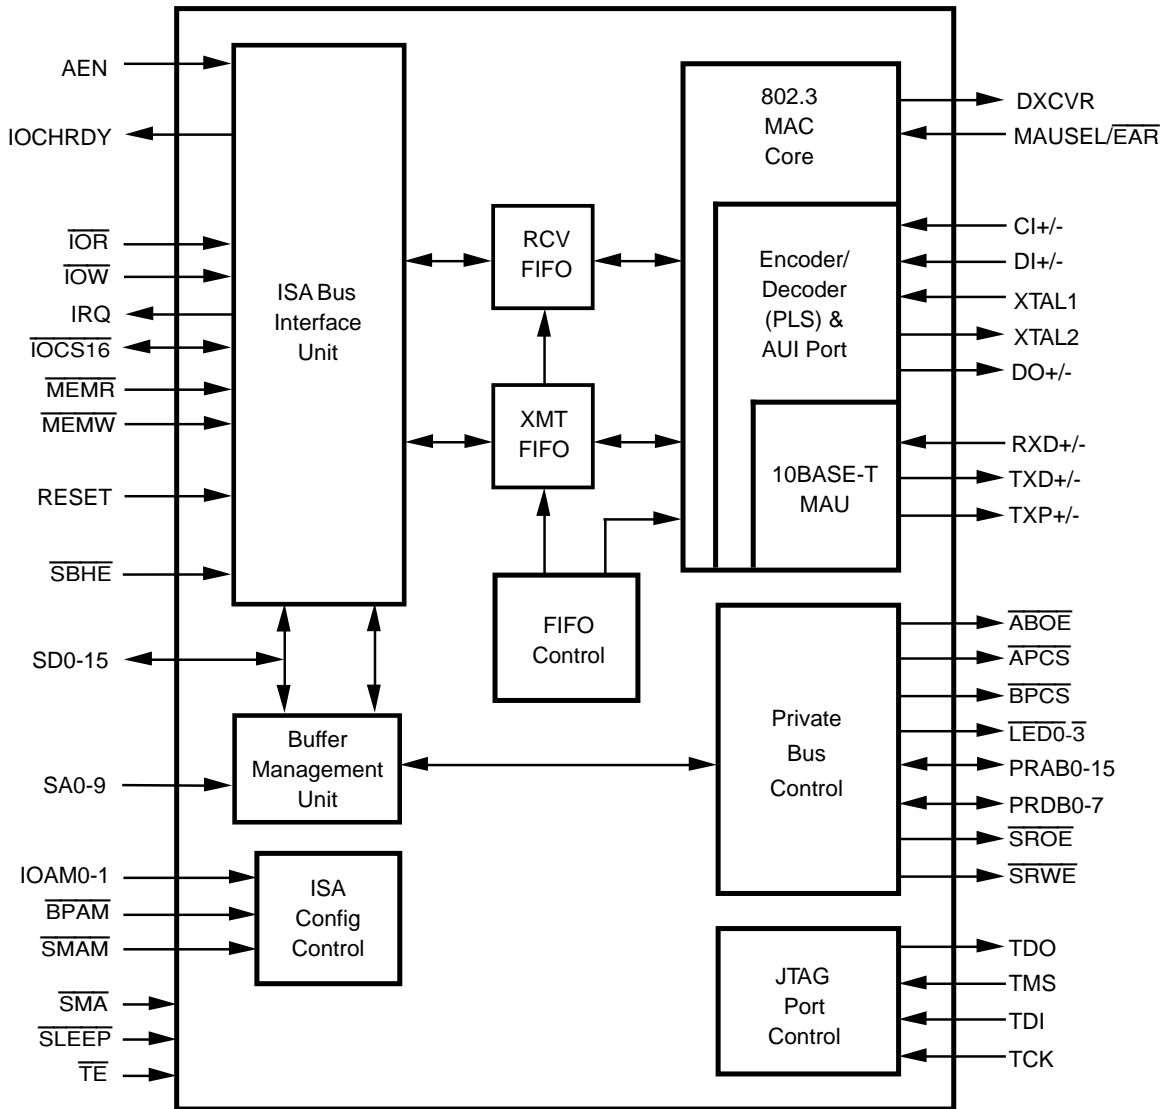 AEN
IOCHRDY
IOR
IOW
IRQ
IOCS16
MEMR
MEMW
RESET
SBHE
SD0-15
SA0-9
IOAM0-1
BPAM
SMAM
SMA
SLEEP
TE
ISA Bus
Interface
Unit
Buffer
Management
Unit
ISA
Config
Control
RCV
FIFO
XMT
FIFO
FIFO
Control
802.3
MAC
Core
Encoder/
Decoder
(PLS) &
AUI Port
10BASE-T
MAU
Private
Bus
Control
JTAG
Port
Control
DXCVR
MAUSEL/EAR
CI+/-
DI+/-
XTAL1
XTAL2
DO+/-
RXD+/-
TXD+/-
TXP+/-
ABOE
APCS
BPCS
LED0-3
PRAB0-15
PRDB0-7
SROE
SRWE
TDO
TMS
TDI
TCK